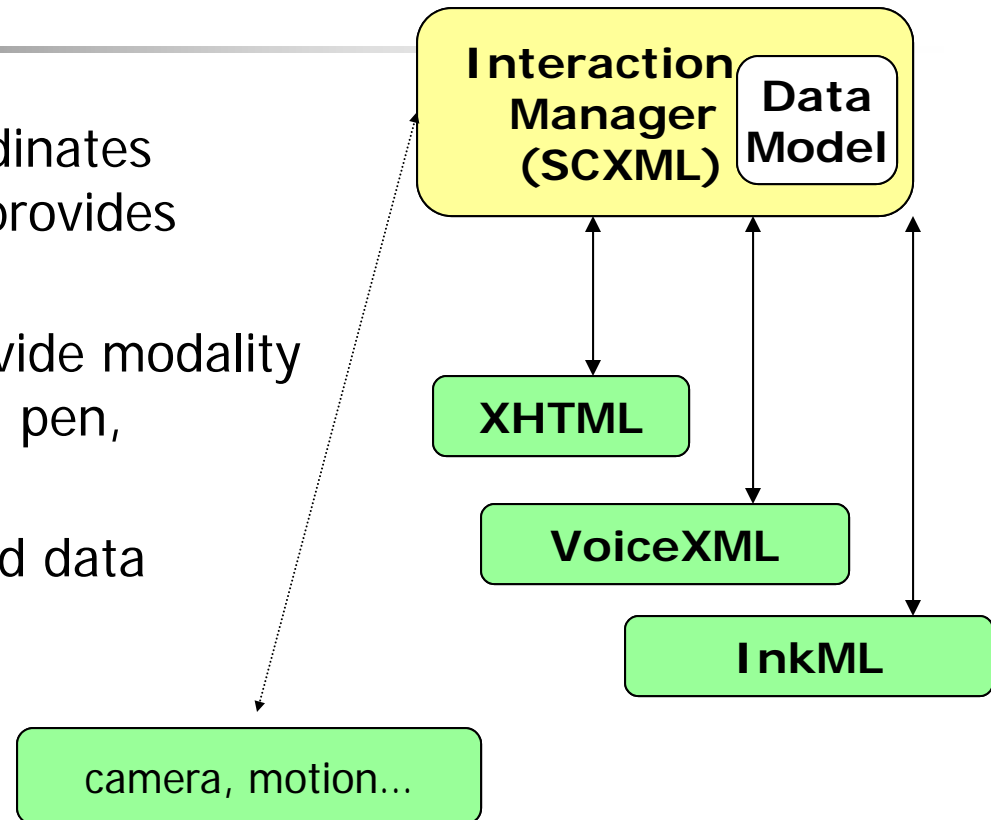 Interaction
Manager
(SCXML)
Data
Model
dinates
provides
vide modality
pen,
d data
XHTML
VoiceXML
InkML
camera, motion...